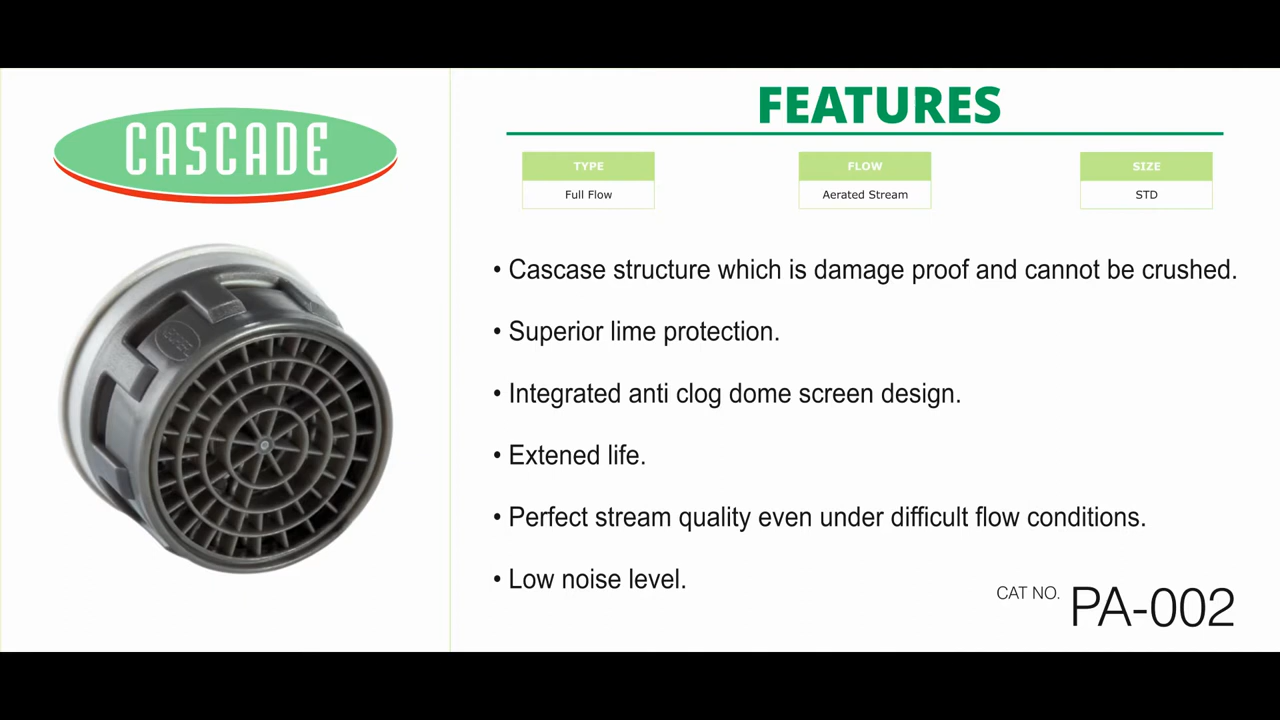 CASCADE
FEATURES
TYPE
Full Flow
FLOW
Aerated Stream
SIZE
STD
• Cascase structure which is damage proof and cannot be crushed.
• Superior lime protection.
• Integrated anti clog dome screen design.
• Extened life.
• Perfect stream quality even under difficult flow conditions.
• Low noise level.
CAT NO. PA-002